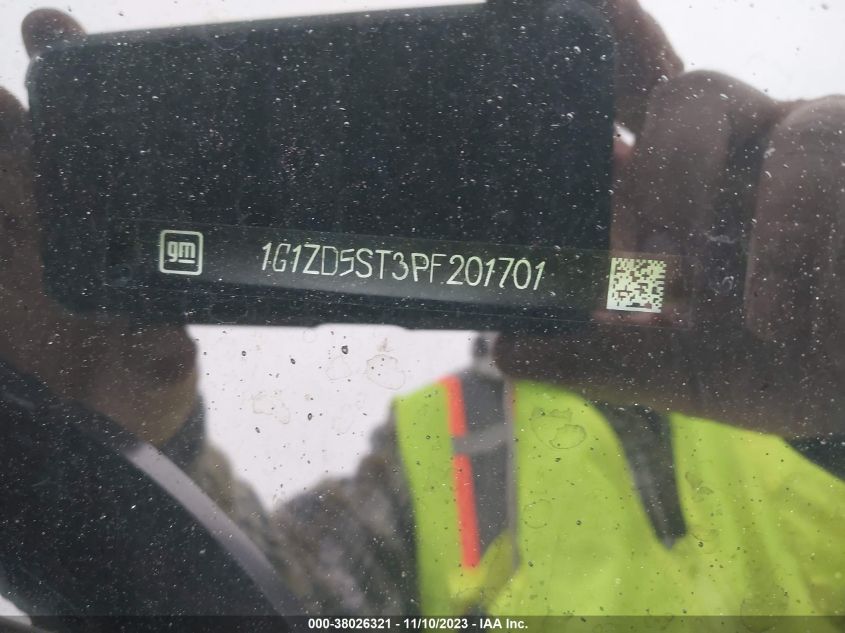 gm
1G1ZD5ST3PF201701
000-38026321 - 11/10/2023 - IAA Inc.